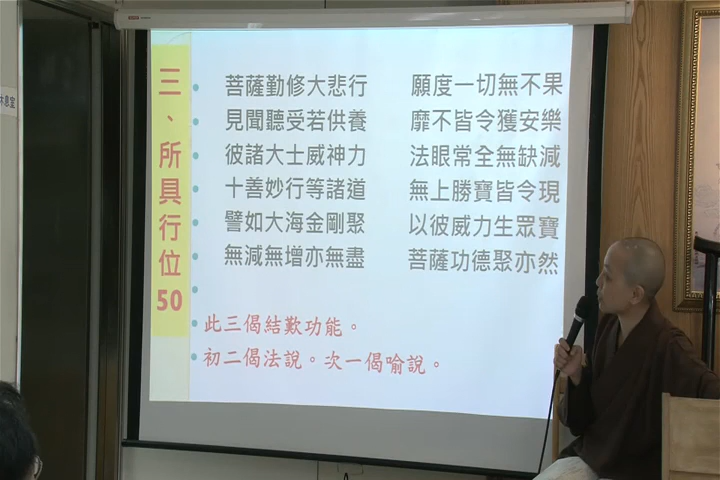 三、所具行位50
菩薩勤修大悲行　願度一切無不果
見聞聽受若供養　靡不皆令獲安樂
彼諸大士威神力　法眼常全無缺減
十善妙行等諸道　無上勝寶皆令現
譬如大海金剛聚　以彼威力生眾寶
無減無增亦無盡　菩薩功德聚亦然
此三偈結歎功能。
初二偈法說。次一偈喻說。
休息室